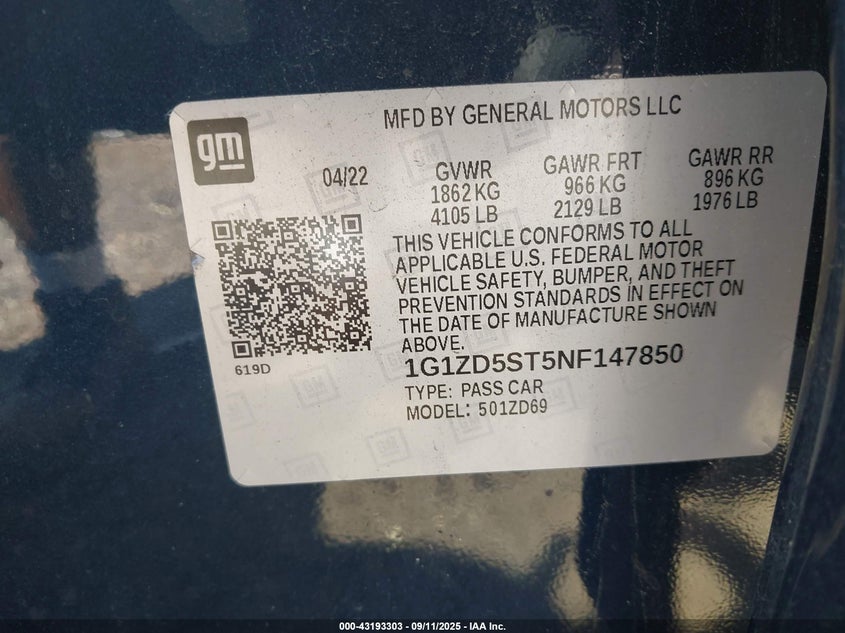 MFD BY GENERAL MOTORS LLC
gm
04/22
GVWR
1862 KG
4105 LB
GAWR FRT
966 KG
2129 LB
GAWR RR
896 KG
1976 LB
THIS VEHICLE CONFORMS TO ALL
APPLICABLE U.S. FEDERAL MOTOR
VEHICLE SAFETY, BUMPER, AND THEFT
PREVENTION STANDARDS IN EFFECT ON
THE DATE OF MANUFACTURE SHOWN
ABOVE.
619D
1G1ZD5ST5NF147850
TYPE: PASS CAR
MODEL: 501ZD69
000-43193303 - 09/11/2025 - IAA Inc.